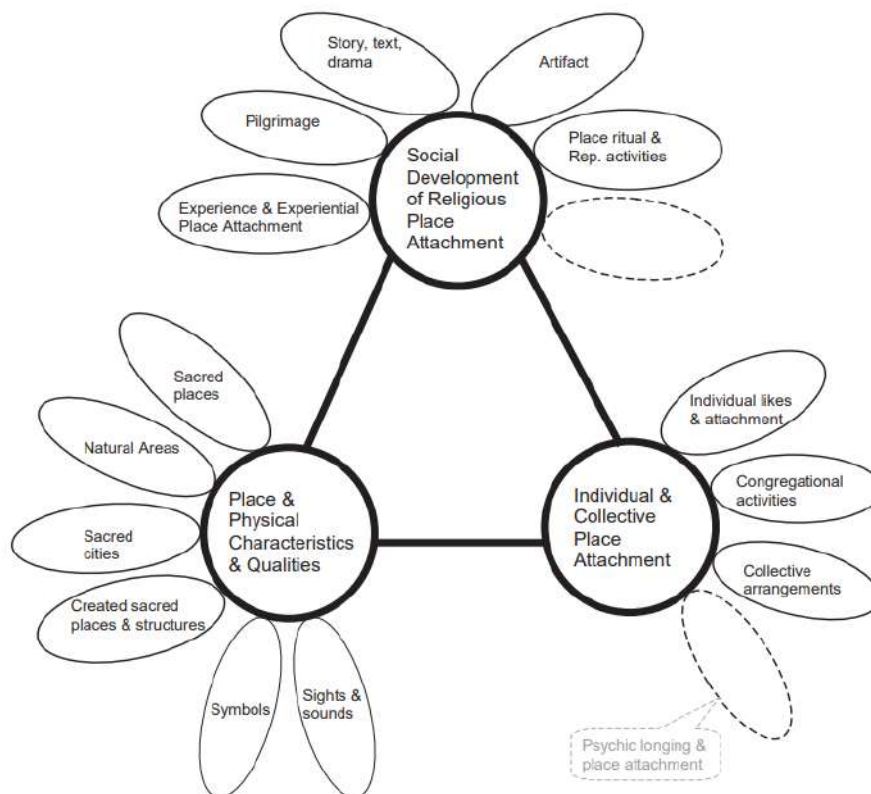 Story, text,
drama
Artifact
Pilgrimage
Place ritual &
Rep. activities
Experience & Experiential
Place Attachment
Social
Development
of Religious
Place
Attachment
Sacred
places
Natural Areas
Sacred
cities
Created sacred
places & structures
Symbols
Sights &
sounds
Place &
Physical
Characteristics
& Qualities
Individual &
Collective
Place
Attachment
Individual likes
& attachment
Congregational
activities
Collective
arrangements
Psychic longing &
place attachment